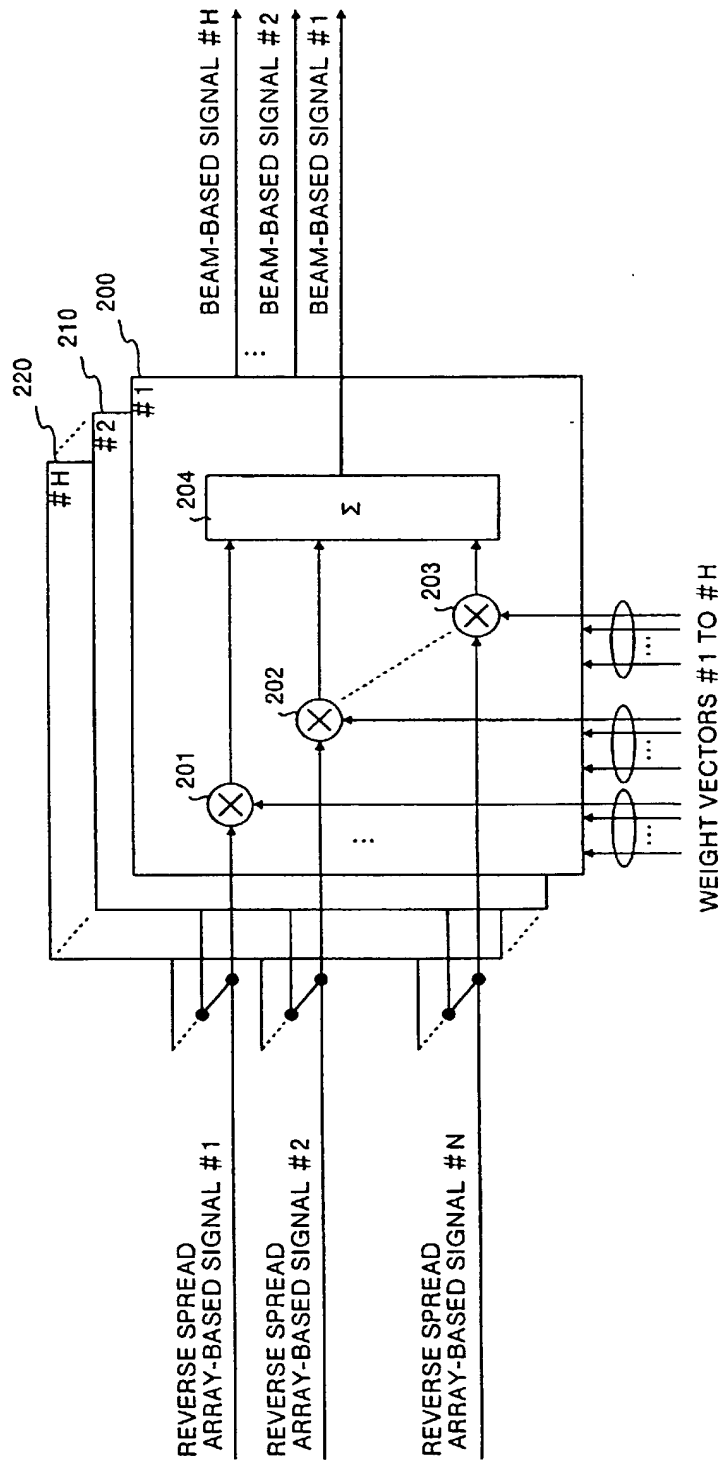 REVERSE SPREAD
ARRAY-BASED SIGNAL #1
REVERSE SPREAD
ARRAY-BASED SIGNAL #2
REVERSE SPREAD
ARRAY-BASED SIGNAL #N
220
210
200
#H
#2
#1
201
202
203
204
Σ
...
BEAM-BASED SIGNAL #H
...
BEAM-BASED SIGNAL #2
BEAM-BASED SIGNAL #1
... ... ...
WEIGHT VECTORS #1 TO #H